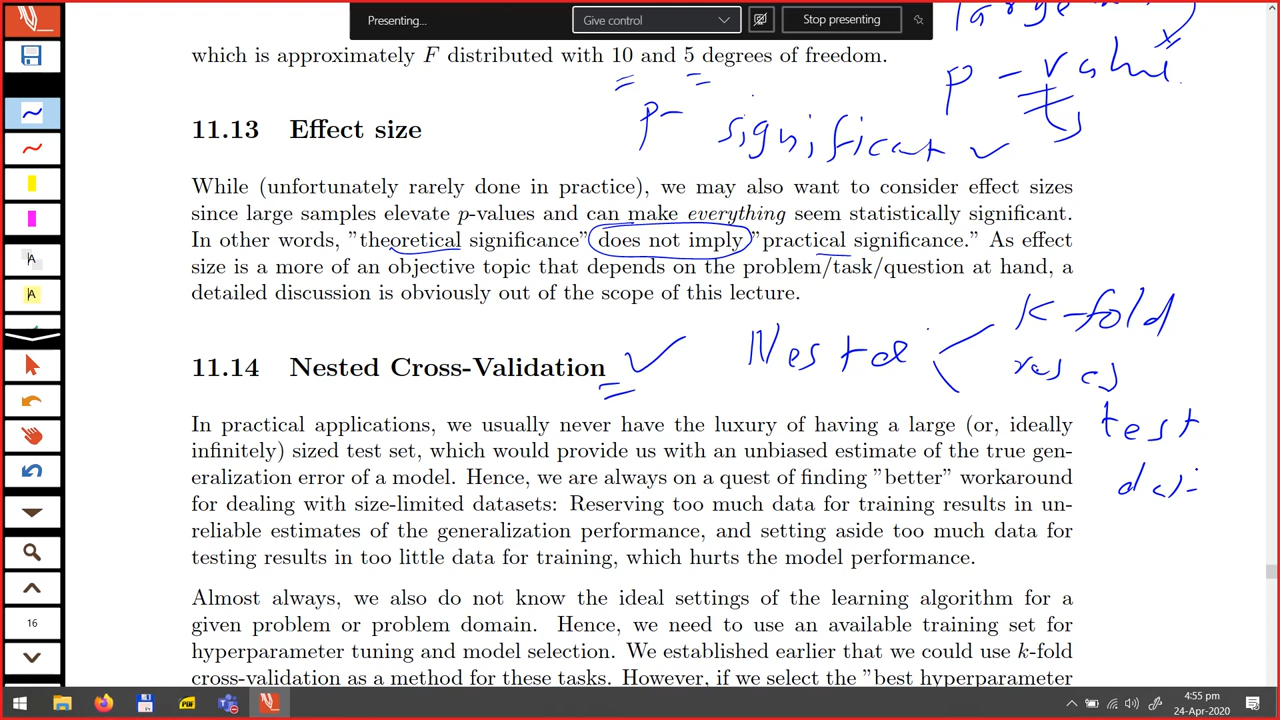 Presenting...
Give control
Stop presenting
which is approximately F distributed with 10 and 5 degrees of freedom.
large
p - value
p-
significant
11.13 Effect size
While (unfortunately rarely done in practice), we may also want to consider effect sizes
since large samples elevate p-values and can make everything seem statistically significant.
In other words, "theoretical significance" does not imply "practical significance." As effect
size is a more of an objective topic that depends on the problem/task/question at hand, a
detailed discussion is obviously out of the scope of this lecture.
K-fold
11.14 Nested Cross-Validation
Nested
test
In practical applications, we usually never have the luxury of having a large (or, ideally
infinitely) sized test set, which would provide us with an unbiased estimate of the true gen-
eralization error of a model. Hence, we are always on a quest of finding "better" workaround
for dealing with size-limited datasets: Reserving too much data for training results in un-
reliable estimates of the generalization performance, and setting aside too much data for
testing results in too little data for training, which hurts the model performance.
Almost always, we also do not know the ideal settings of the learning algorithm for a
given problem or problem domain. Hence, we need to use an available training set for
hyperparameter tuning and model selection. We established earlier that we could use k-fold
cross-validation as a method for these tasks. However, if we select the "best hyperparameter
16
PDF
4:55 pm
24-Apr-2020